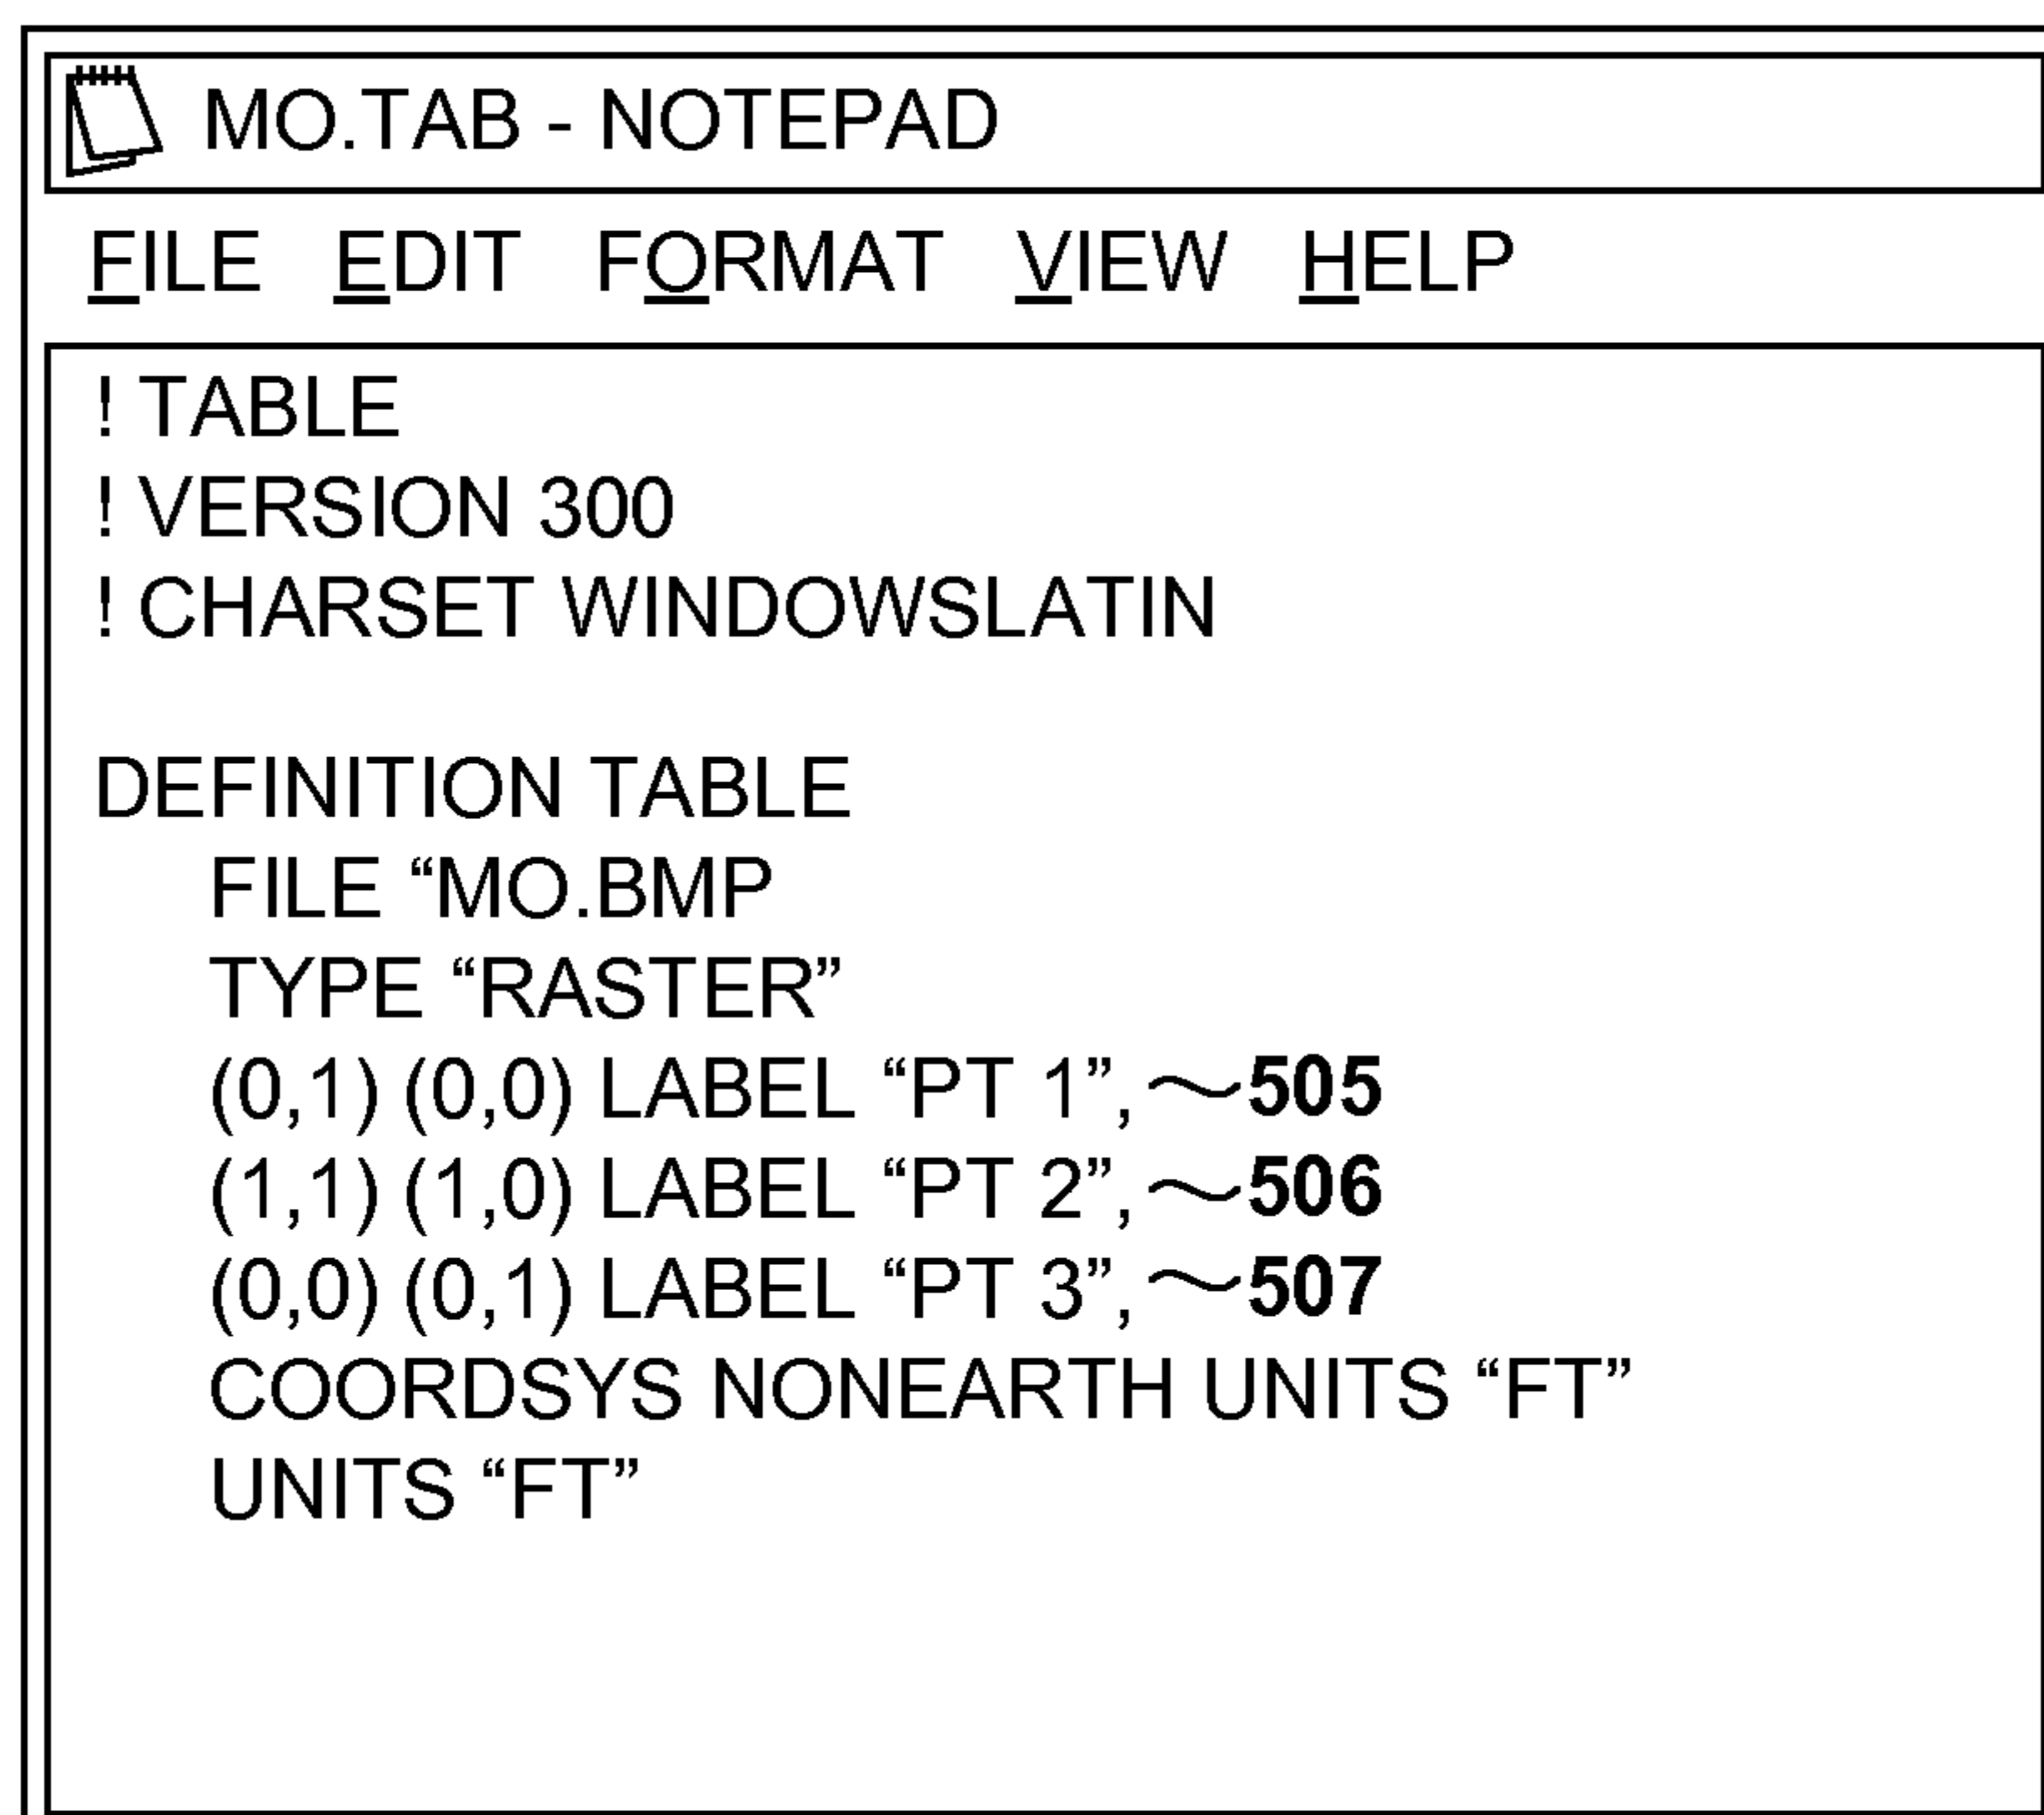 MO.TAB - NOTEPAD
FILE EDIT FORMAT VIEW HELP
! TABLE
! VERSION 300
! CHARSET WINDOWSLATIN
DEFINITION TABLE
FILE “MO.BMP
TYPE “RASTER”
(0,1) (0,0) LABEL “PT 1”, 505
(1,1) (1,0) LABEL “PT 2”, 506
(0,0) (0,1) LABEL “PT 3”, 507
COORDSYS NONEARTH UNITS “FT”
UNITS “FT”